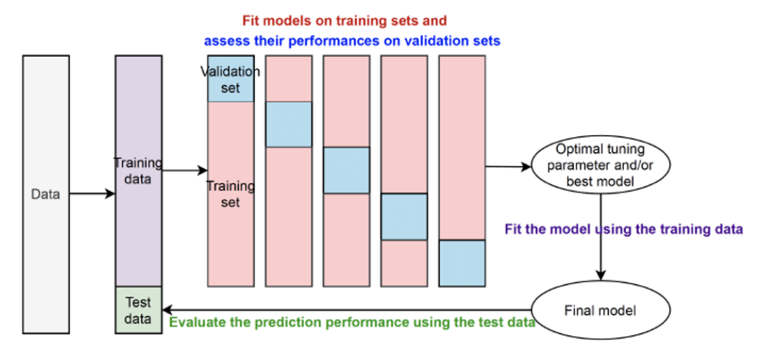 Fit models on training sets and
assess their performances on validation sets
Validation
set
Training
data
Training
set
Data
Optimal tuning
parameter and/or
best model
Fit the model using the training data
Test
data
Final model
Evaluate the prediction performance using the test data